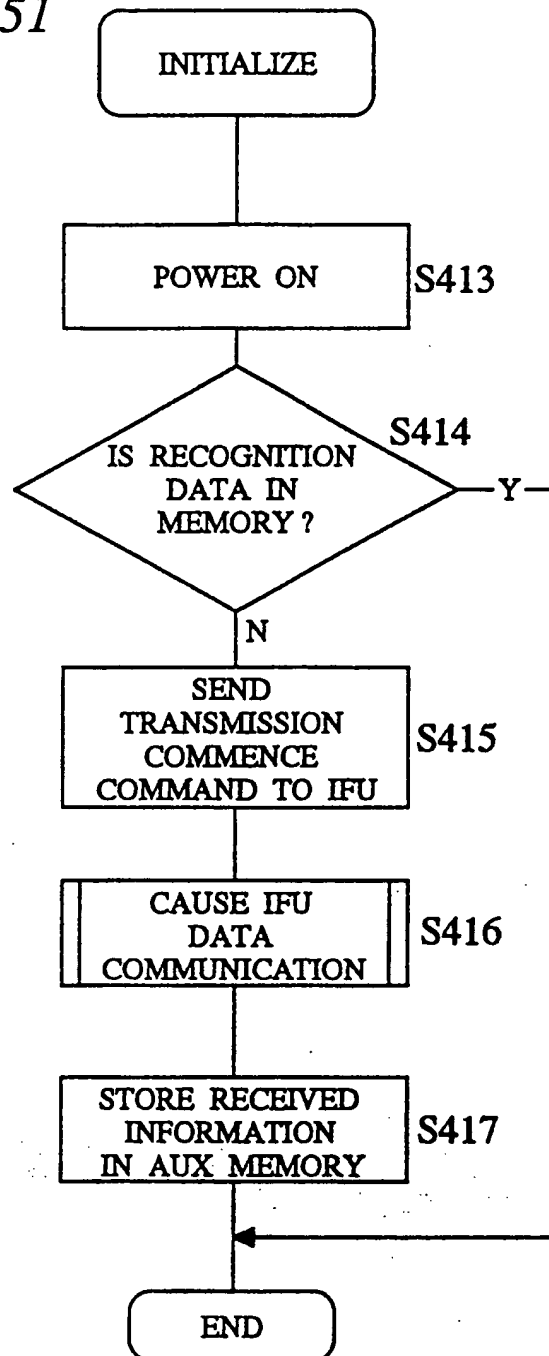 51
INITIALIZE
POWER ON
S413
S414
IS RECOGNITION
DATA IN
MEMORY?
Y
N
SEND
TRANSMISSION
COMMENCE
COMMAND TO IFU
S415
CAUSE IFU
DATA
COMMUNICATION
S416
STORE RECEIVED
INFORMATION
IN AUX MEMORY
S417
END